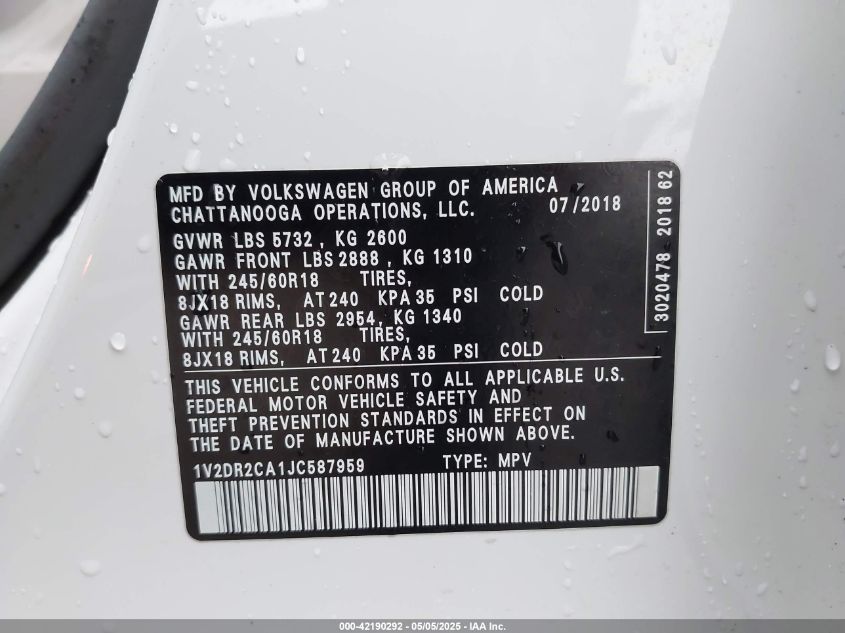 MFD BY VOLKSWAGEN GROUP OF AMERICA
CHATTANOOGA OPERATIONS, LLC. 07/2018
GVWR LBS 5732, KG 2600
GAWR FRONT LBS 2888, KG 1310
WITH 245/60R18 TIRES,
8JX18 RIMS, AT 240 KPA 35 PSI COLD
GAWR REAR LBS 2954, KG 1340
WITH 245/60R18 TIRES,
8JX18 RIMS, AT 240 KPA 35 PSI COLD
THIS VEHICLE CONFORMS TO ALL APPLICABLE U.S.
FEDERAL MOTOR VEHICLE SAFETY AND
THEFT PREVENTION STANDARDS IN EFFECT ON
THE DATE OF MANUFACTURE SHOWN ABOVE.
1V2DR2CA1JC587959 TYPE: MPV
3020478 2018 62
000-42190292 - 05/05/2025 - IAA Inc.